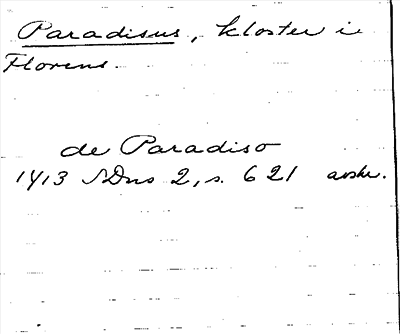 Paradisus, kloster i
Florens.
de Paradiso
1413 SDns 2, s. 621 avskr.